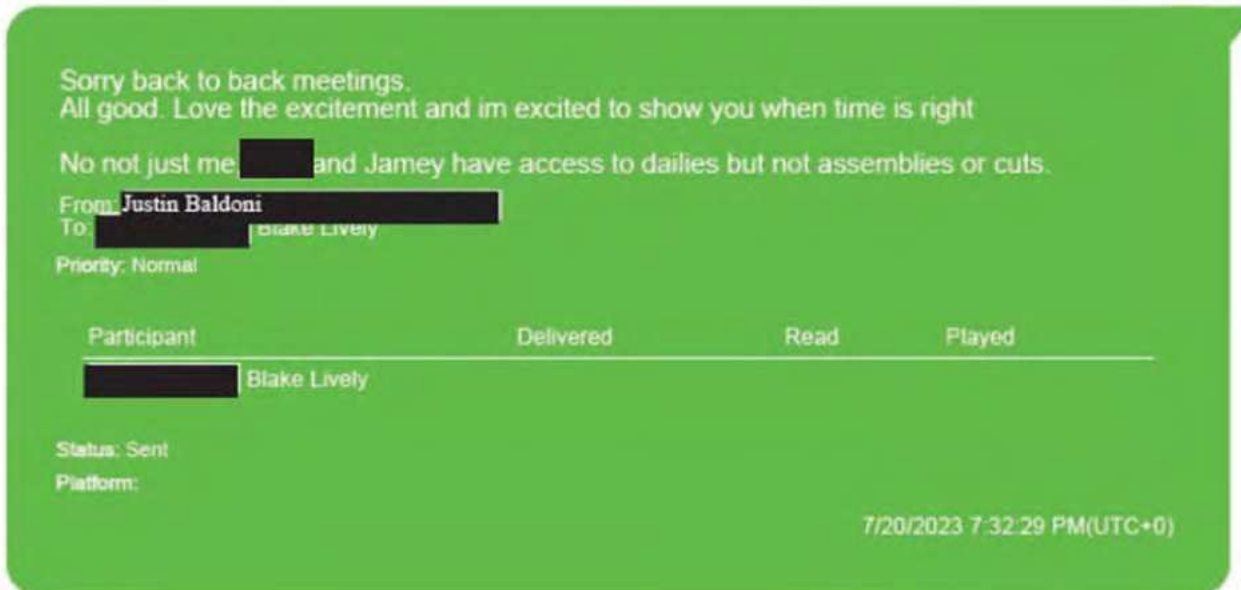 Sorry back to back meetings.
All good. Love the excitement and im excited to show you when time is right
No not just me and Jamey have access to dailies but not assemblies or cuts.
From: Justin Baldoni
To: Blake Lively
Priority: Normal
Participant Delivered Read Played
Blake Lively
Status: Sent
Platform:
7/20/2023 7:32:29 PM(UTC+0)